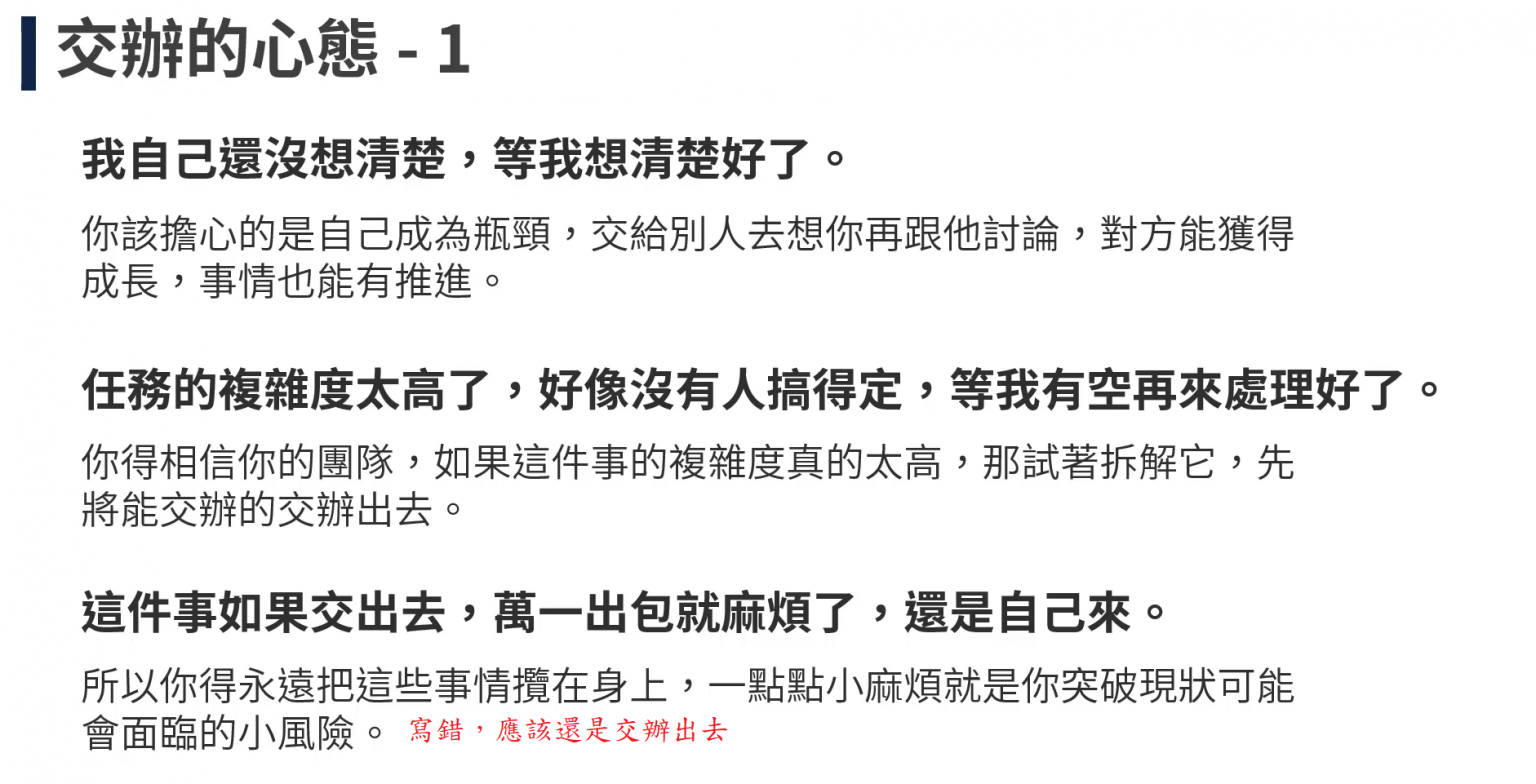 交辦的心態 - 1
我自己還沒想清楚，等我想清楚好了。
你該擔心的是自己成為瓶頸，交給別人去想你再跟他討論，對方能獲得
成長，事情也能有推進。
任務的複雜度太高了，好像沒有人搞得定，等我有空再來處理好了。
你得相信你的團隊，如果這件事的複雜度真的太高，那試著拆解它，先
將能交辦的交辦出去。
這件事如果交出去，萬一出包就麻煩了，還是自己來。
所以你得永遠把這些事情攬在身上，一點點小麻煩就是你突破現狀可能
會面臨的小風險。 寫錯，應該還是交辦出去